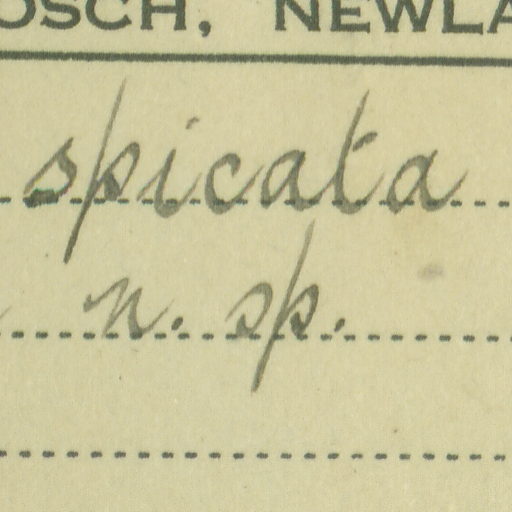 OSCH, NEWLA
spicata
n. sp.